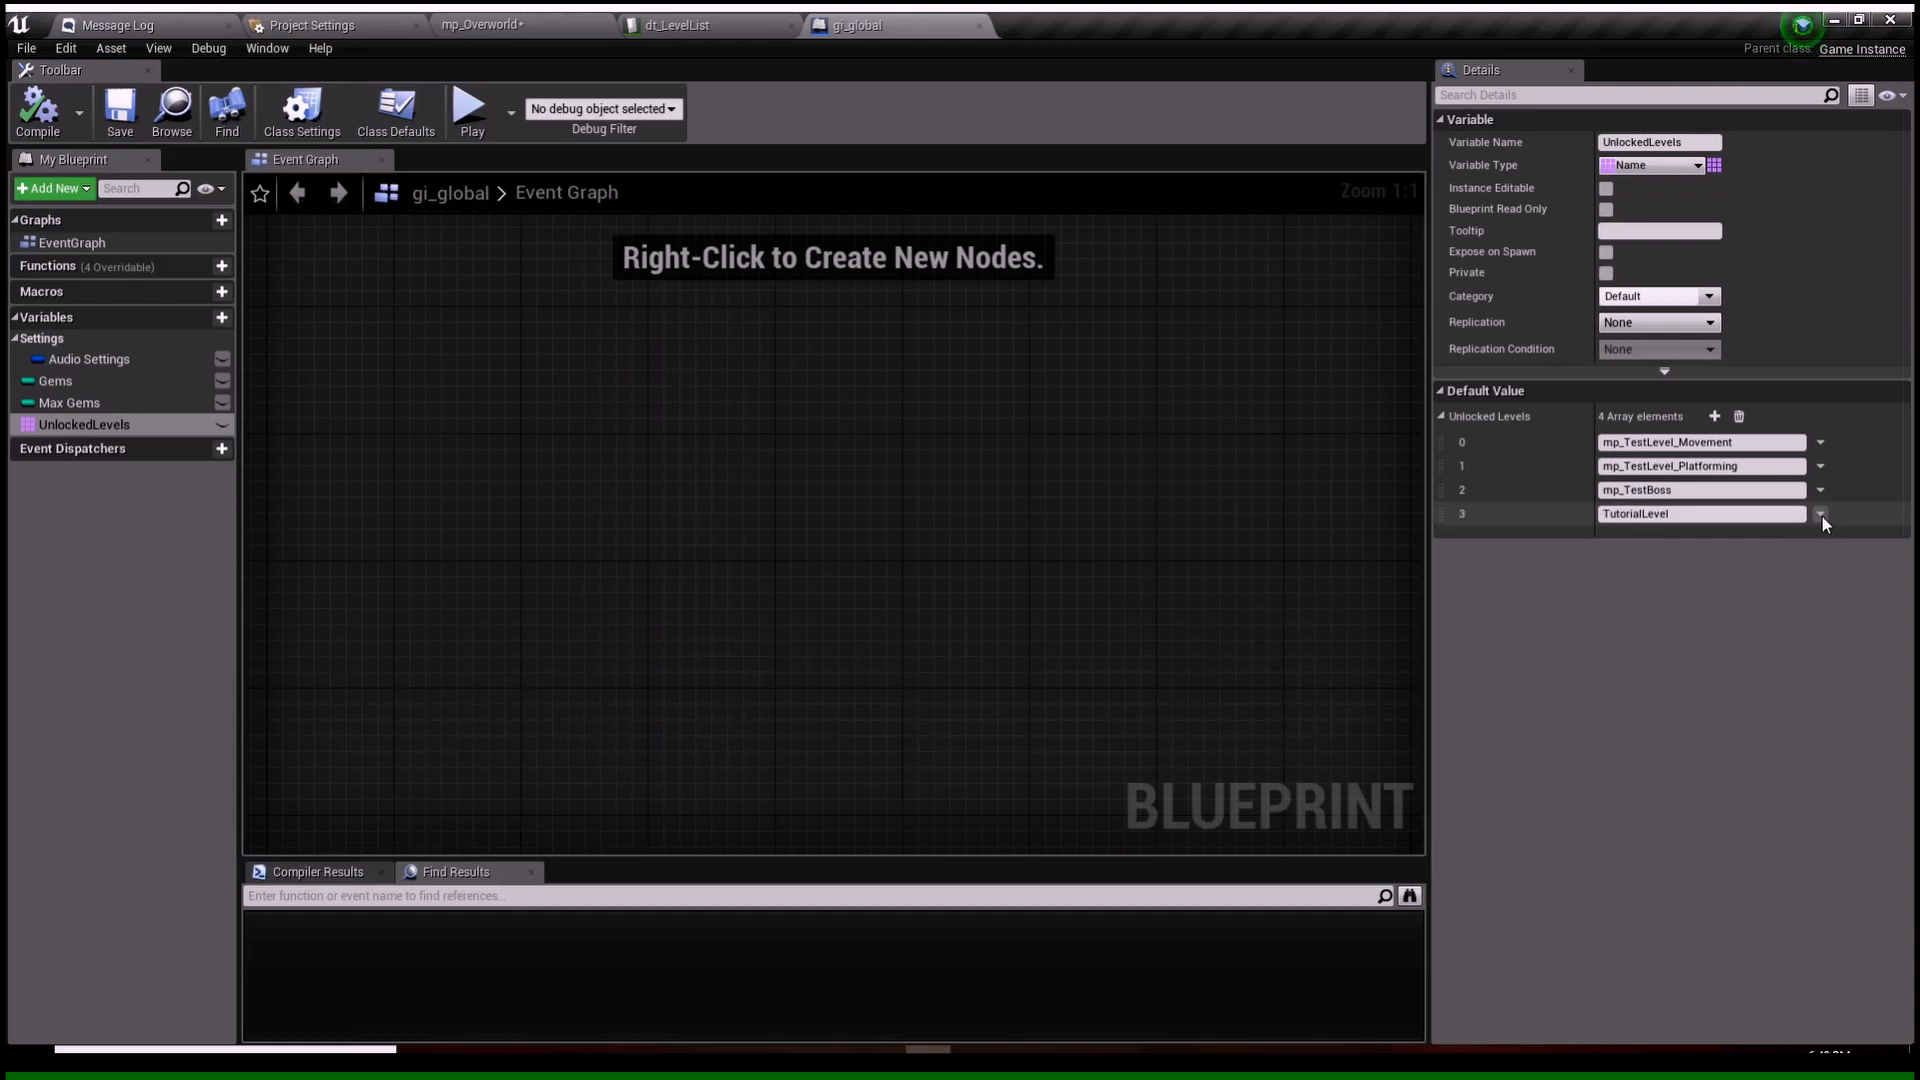 Message Log
Project Settings
mp_Overworld*
dt_LevelList
gi_global
File Edit Asset View Debug Window Help
Parent class: Game Instance
Toolbar
Compile
Save
Browse
Find
Class Settings
Class Defaults
Play
No debug object selected
Debug Filter
My Blueprint
Add New
Search
Graphs
EventGraph
Functions (4 Overridable)
Macros
Variables
Settings
Audio Settings
Gems
Max Gems
UnlockedLevels
Event Dispatchers
Event Graph
gi_global > Event Graph
Zoom 1:1
Right-Click to Create New Nodes.
BLUEPRINT
Compiler Results
Find Results
Enter function or event name to find references...
Details
Search Details
Variable
Variable Name UnlockedLevels
Variable Type Name
Instance Editable
Blueprint Read Only
Tooltip
Expose on Spawn
Private
Category Default
Replication None
Replication Condition None
Default Value
Unlocked Levels 4 Array elements
0 mp_TestLevel_Movement
1 mp_TestLevel_Platforming
2 mp_TestBoss
3 TutorialLevel